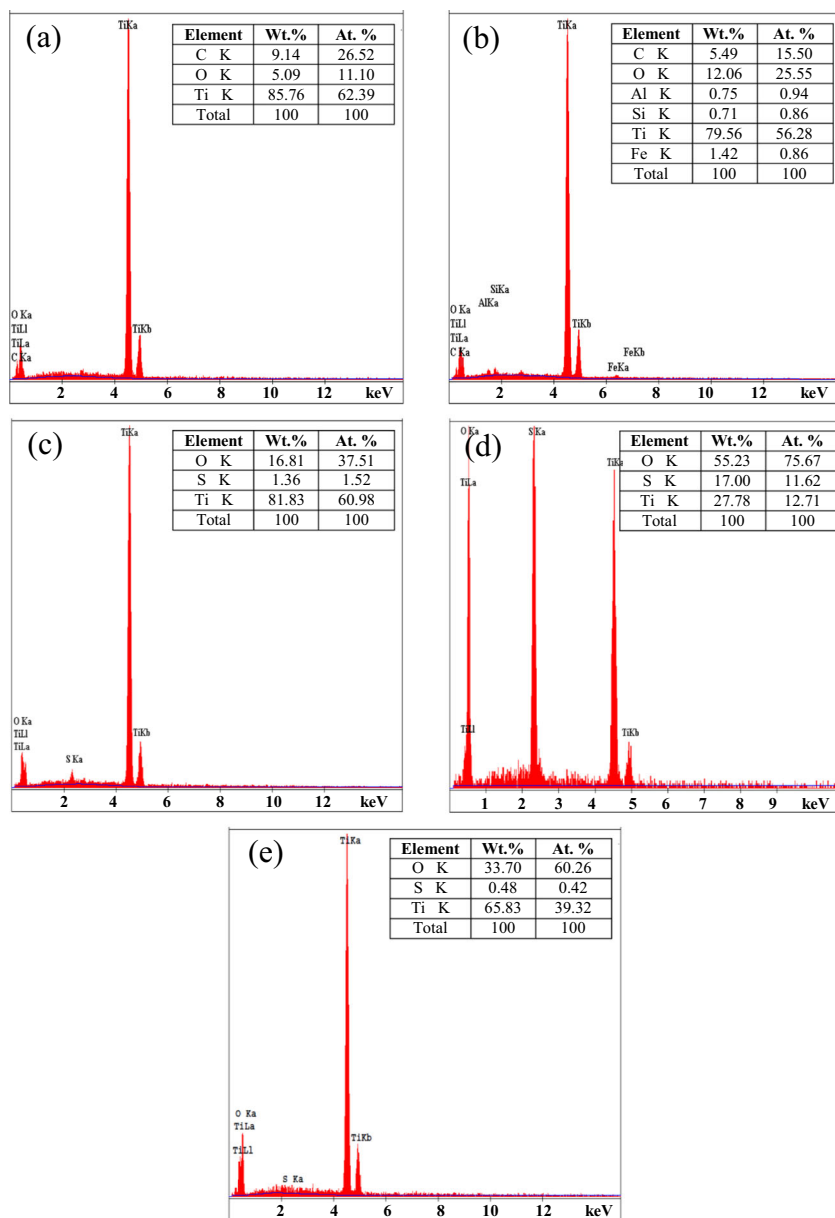 (a)
TiKa
Element Wt.% At. %
C K 9.14 26.52
O K 5.09 11.10
Ti K 85.76 62.39
Total 100 100
O Ka
TiLl
TiLa
C Ka
TiKb
2 4 6 8 10 12 keV
(b)
TiKa
Element Wt.% At. %
C K 5.49 15.50
O K 12.06 25.55
Al K 0.75 0.94
Si K 0.71 0.86
Ti K 79.56 56.28
Fe K 1.42 0.86
Total 100 100
SiKa
AlKa
O Ka
TiLl
TiLa
C Ka
TiKb
FeKb
FeKa
2 4 6 8 10 12 keV
(c)
TiKa
Element Wt.% At. %
O K 16.81 37.51
S K 1.36 1.52
Ti K 81.83 60.98
Total 100 100
O Ka
TiLl
TiLa
S Ka
TiKb
2 4 6 8 10 12 keV
(d)
O Ka
S Ka
TiKa
TiLa
Element Wt.% At. %
O K 55.23 75.67
S K 17.00 11.62
Ti K 27.78 12.71
Total 100 100
TiLl
TiKb
1 2 3 4 5 6 7 8 9 keV
(e)
TiKa
Element Wt.% At. %
O K 33.70 60.26
S K 0.48 0.42
Ti K 65.83 39.32
Total 100 100
O Ka
TiLa
TiLl
S Ka
TiKb
2 4 6 8 10 12 keV